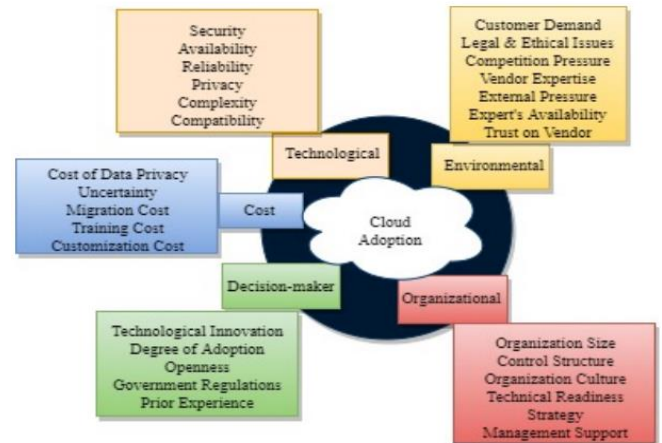 Security
Availability
Reliability
Privacy
Complexity
Compatibility
Technological
Customer Demand
Legal & Ethical Issues
Competition Pressure
Vendor Expertise
External Pressure
Expert's Availability
Trust on Vendor
Environmental
Cost of Data Privacy
Uncertainty
Migration Cost
Training Cost
Customization Cost
Cost
Cloud
Adoption
Decision-maker
Technological Innovation
Degree of Adoption
Openness
Government Regulations
Prior Experience
Organizational
Organization Size
Control Structure
Organization Culture
Technical Readiness
Strategy
Management Support